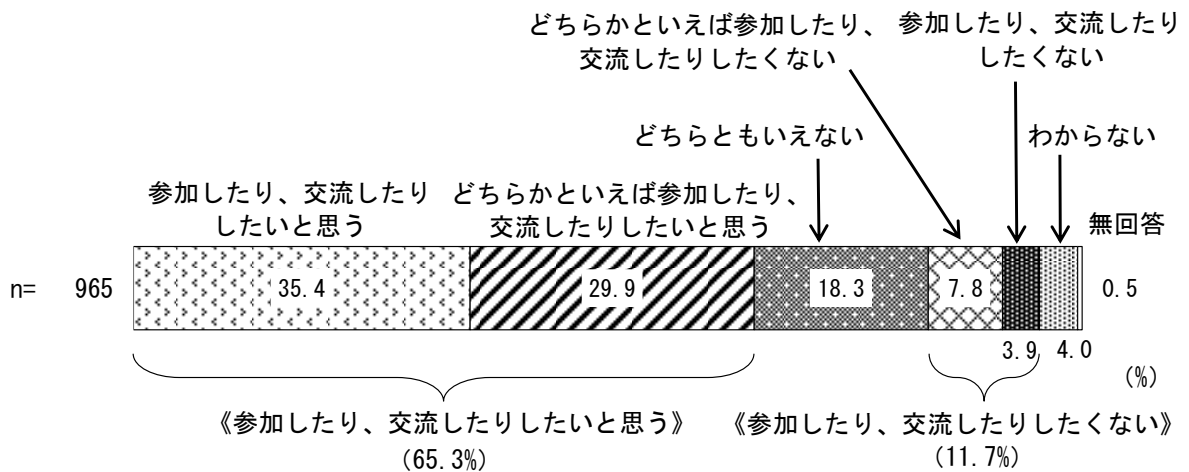 どちらかといえば参加したり、
交流したりしたくない
参加したり、交流したり
したくない
どちらともいえない
わからない
参加したり、交流したり
したいと思う
どちらかといえば参加したり、
交流したりしたいと思う
無回答
n= 965
35.4
29.9
18.3
7.8
0.5
3.9
4.0
(%)
《参加したり、交流したりしたいと思う》
(65.3%)
《参加したり、交流したりしたくない》
(11.7%)